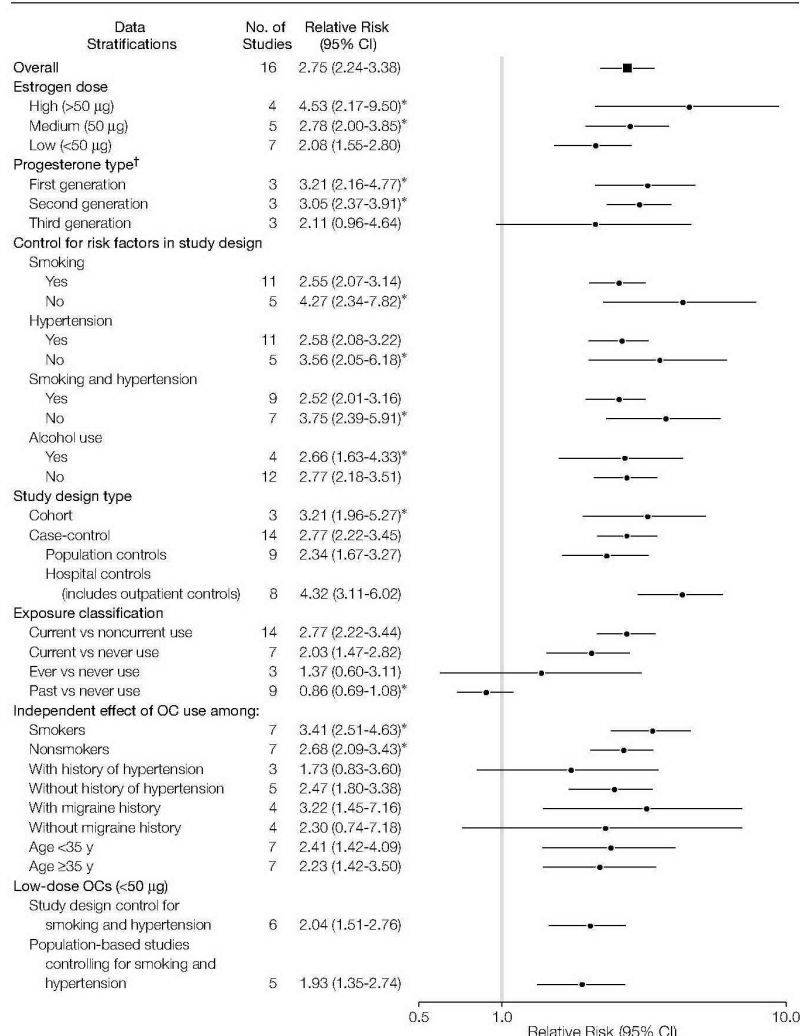 Data Stratifications No. of Studies Relative Risk (95% CI)
Overall 16 2.75 (2.24-3.38)
Estrogen dose
High (>50 µg) 4 4.53 (2.17-9.50)*
Medium (50 µg) 5 2.78 (2.00-3.85)*
Low (<50 µg) 7 2.08 (1.55-2.80)
Progesterone type†
First generation 3 3.21 (2.16-4.77)*
Second generation 3 3.05 (2.37-3.91)*
Third generation 3 2.11 (0.96-4.64)
Control for risk factors in study design
Smoking
Yes 11 2.55 (2.07-3.14)
No 5 4.27 (2.34-7.82)*
Hypertension
Yes 11 2.58 (2.08-3.22)
No 5 3.56 (2.05-6.18)*
Smoking and hypertension
Yes 9 2.52 (2.01-3.16)
No 7 3.75 (2.39-5.91)*
Alcohol use
Yes 4 2.66 (1.63-4.33)*
No 12 2.77 (2.18-3.51)
Study design type
Cohort 3 3.21 (1.96-5.27)*
Case-control 14 2.77 (2.22-3.45)
Population controls 9 2.34 (1.67-3.27)
Hospital controls
(includes outpatient controls) 8 4.32 (3.11-6.02)
Exposure classification
Current vs noncurrent use 14 2.77 (2.22-3.44)
Current vs never use 7 2.03 (1.47-2.82)
Ever vs never use 3 1.37 (0.60-3.11)
Past vs never use 9 0.86 (0.69-1.08)*
Independent effect of OC use among:
Smokers 7 3.41 (2.51-4.63)*
Nonsmokers 7 2.68 (2.09-3.43)*
With history of hypertension 3 1.73 (0.83-3.60)
Without history of hypertension 5 2.47 (1.80-3.38)
With migraine history 4 3.22 (1.45-7.16)
Without migraine history 4 2.30 (0.74-7.18)
Age <35 y 7 2.41 (1.42-4.09)
Age ≥35 y 7 2.23 (1.42-3.50)
Low-dose OCs (<50 µg)
Study design control for
smoking and hypertension 6 2.04 (1.51-2.76)
Population-based studies
controlling for smoking and
hypertension 5 1.93 (1.35-2.74)
0.5 1.0 10.0
Relative Risk (95% CI)